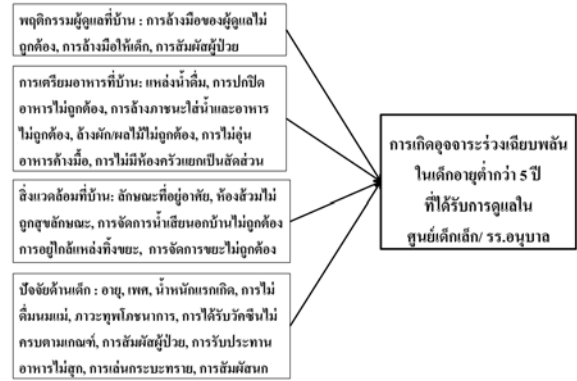 พฤติกรรมผู้ดูแลที่บ้าน : การล้างมือของผู้ดูแลไม่
ถูกต้อง, การล้างมือให้เด็ก, การสัมผัสผู้ป่วย
การเตรียมอาหารที่บ้าน: แหล่งน้ำดื่ม, การปกปิด
อาหารไม่ถูกต้อง, การล้างภาชนะใส่น้ำและอาหาร
ไม่ถูกต้อง, ล้างผัก/ผลไม้ไม่ถูกต้อง, การไม่อุ่น
อาหารค้างมื้อ, การไม่มีห้องครัวแยกเป็นสัดส่วน
สิ่งแวดล้อมที่บ้าน: ลักษณะที่อยู่อาศัย, ห้องส้วมไม่
ถูกสุขลักษณะ, การจัดการน้ำเสียนอกบ้านไม่ถูกต้อง
การอยู่ใกล้แหล่งทิ้งขยะ, การจัดการขยะไม่ถูกต้อง
ปัจจัยด้านเด็ก : อายุ, เพศ, น้ำหนักแรกเกิด, การไม่
ดื่มนมแม่, ภาวะทุพโภชนาการ, การได้รับวัคซีนไม่
ครบตามเกณฑ์, การสัมผัสผู้ป่วย, การรับประทาน
อาหารไม่สุก, การเล่นกระบะทราย, การสัมผัสนก
การเกิดอุจจาระร่วงเฉียบพลัน
ในเด็กอายุต่ำกว่า 5 ปี
ที่ได้รับการดูแลใน
ศูนย์เด็กเล็ก/ รร.อนุบาล